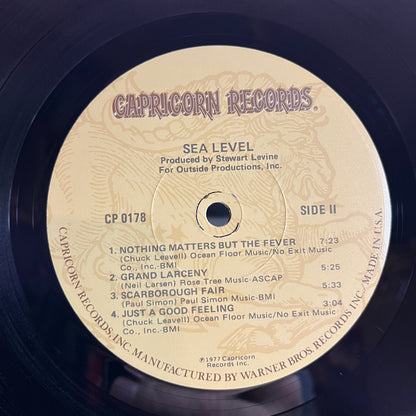 CAPRICORN RECORDS®
SEA LEVEL
Produced by Stewart Levine
For Outside Productions, Inc.
CP 0178
SIDE II
1. NOTHING MATTERS BUT THE FEVER 7:23
(Chuck Leavell) Ocean Floor Music/No Exit Music
Co., Inc.-BMI
2. GRAND LARCENY 5:25
(Neil Larsen) Rose Tree Music-ASCAP
3. SCARBOROUGH FAIR 5:33
(Paul Simon) Paul Simon Music-BMI
4. JUST A GOOD FEELING 3:04
(Chuck Leavell) Ocean Floor Music/No Exit Music
Co., Inc.-BMI
℗1977 Capricorn
Records Inc.
CAPRICORN RECORDS, INC. MANUFACTURED BY WARNER BROS. RECORDS INC. MADE IN U.S.A.